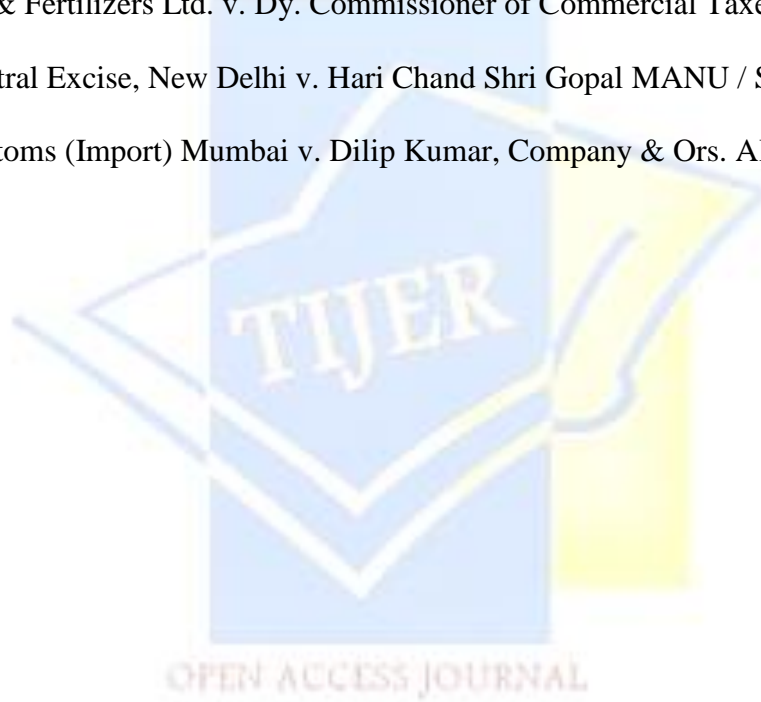 & Fertilizers Ltd. v. Dy. Commissioner of Commercial Taxe
tral Excise, New Delhi v. Hari Chand Shri Gopal MANU / S
toms (Import) Mumbai v. Dilip Kumar, Company & Ors. A
TIJER
OPEN ACCESS JOURNAL